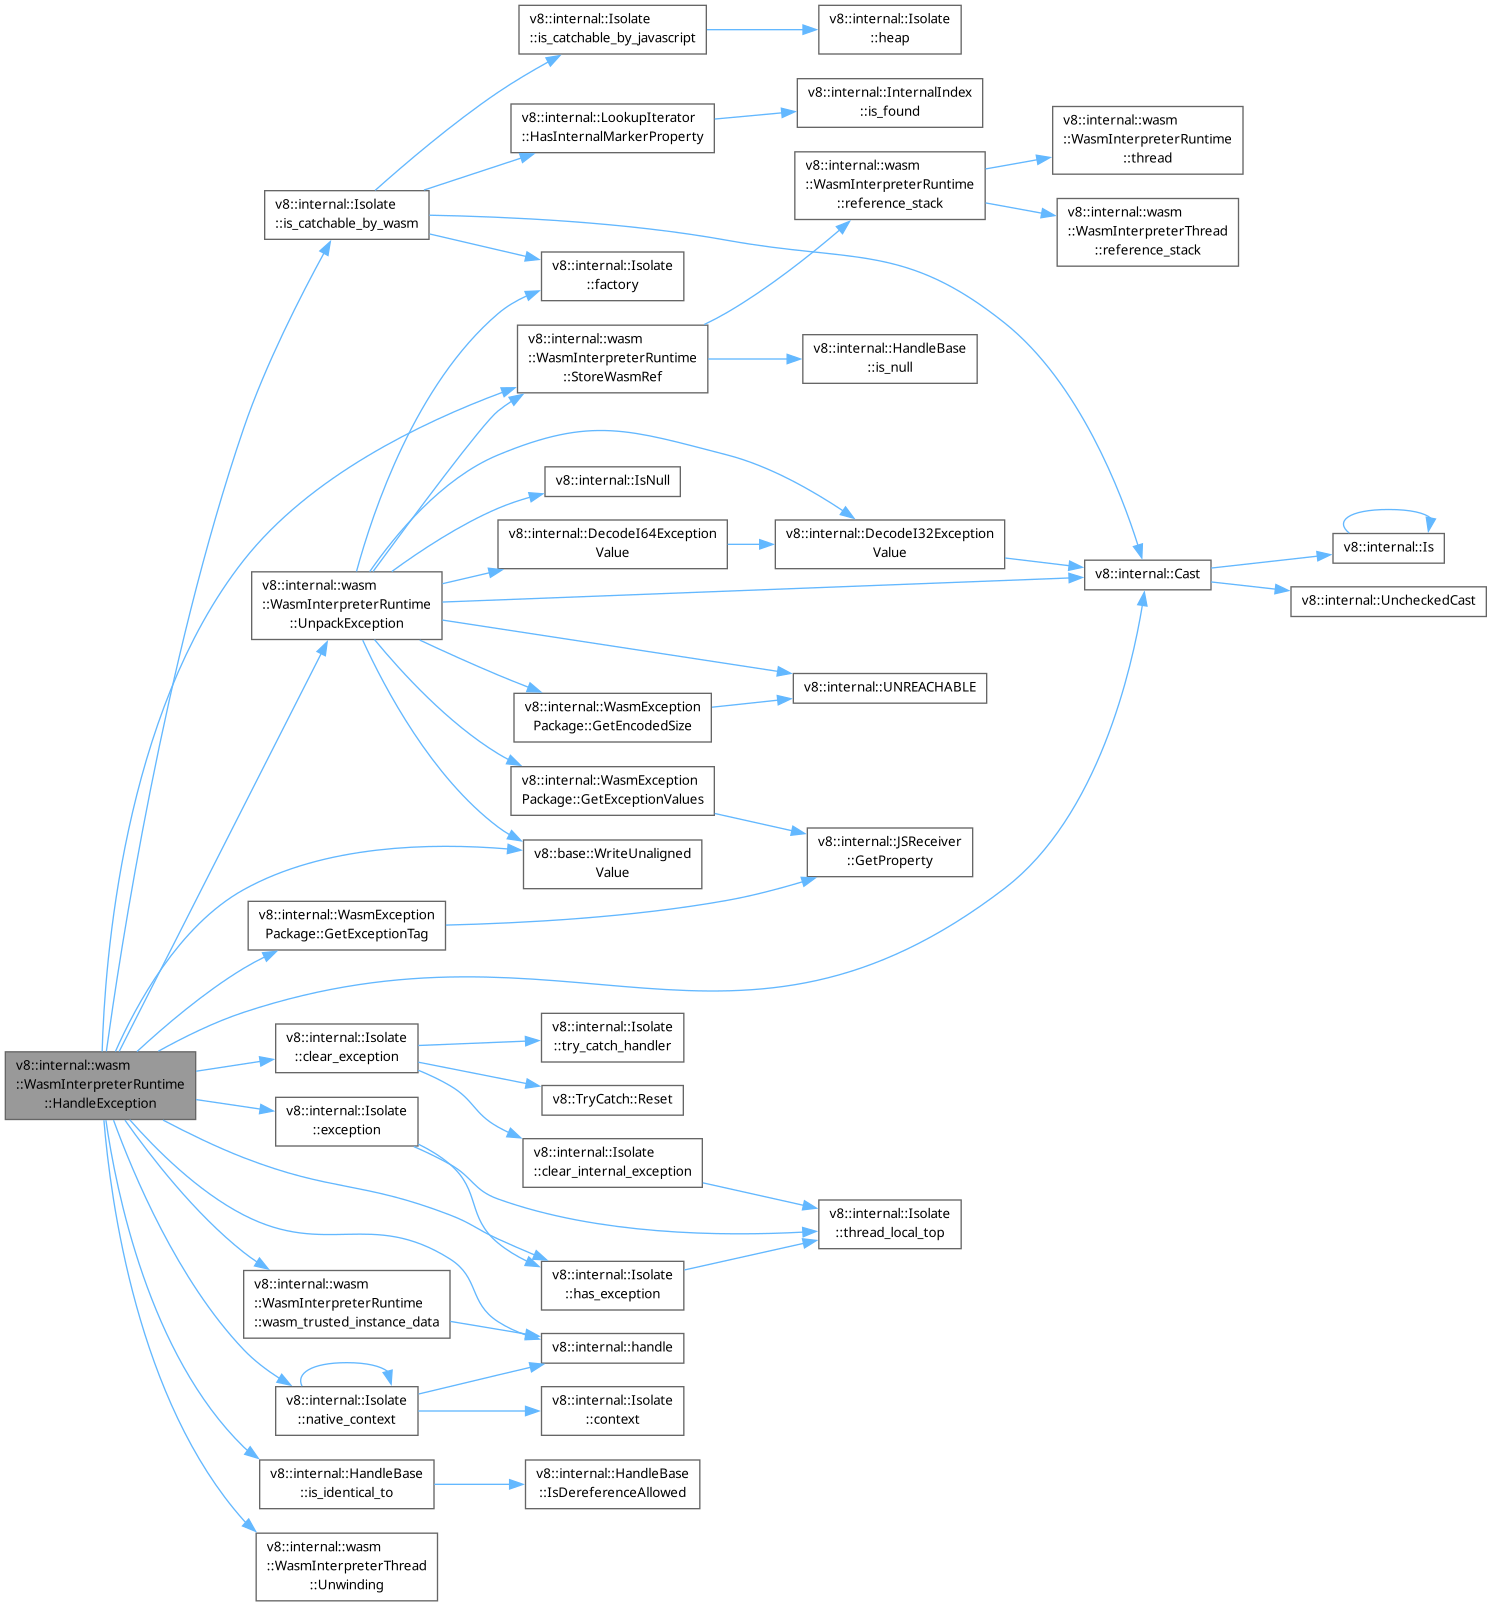 v8::internal::Isolate
::is_catchable_by_javascript
v8::internal::Isolate
::heap
v8::internal::LookupIterator
::HasInternalMarkerProperty
v8::internal::InternalIndex
::is_found
v8::internal::wasm
::WasmInterpreterRuntime
::thread
v8::internal::wasm
::WasmInterpreterRuntime
::reference_stack
v8::internal::Isolate
::is_catchable_by_wasm
v8::internal::wasm
::WasmInterpreterThread
::reference_stack
v8::internal::Isolate
::factory
v8::internal::wasm
::WasmInterpreterRuntime
::StoreWasmRef
v8::internal::HandleBase
::is_null
v8::internal::IsNull
v8::internal::DecodeI64Exception
Value
v8::internal::DecodeI32Exception
Value
v8::internal::Is
v8::internal::Cast
v8::internal::UncheckedCast
v8::internal::wasm
::WasmInterpreterRuntime
::UnpackException
v8::internal::UNREACHABLE
v8::internal::WasmException
Package::GetEncodedSize
v8::internal::WasmException
Package::GetExceptionValues
v8::internal::JSReceiver
::GetProperty
v8::base::WriteUnaligned
Value
v8::internal::WasmException
Package::GetExceptionTag
v8::internal::Isolate
::try_catch_handler
v8::internal::Isolate
::clear_exception
v8::internal::wasm
::WasmInterpreterRuntime
::HandleException
v8::TryCatch::Reset
v8::internal::Isolate
::exception
v8::internal::Isolate
::clear_internal_exception
v8::internal::Isolate
::thread_local_top
v8::internal::Isolate
::has_exception
v8::internal::wasm
::WasmInterpreterRuntime
::wasm_trusted_instance_data
v8::internal::handle
v8::internal::Isolate
::native_context
v8::internal::Isolate
::context
v8::internal::HandleBase
::is_identical_to
v8::internal::HandleBase
::IsDereferenceAllowed
v8::internal::wasm
::WasmInterpreterThread
::Unwinding